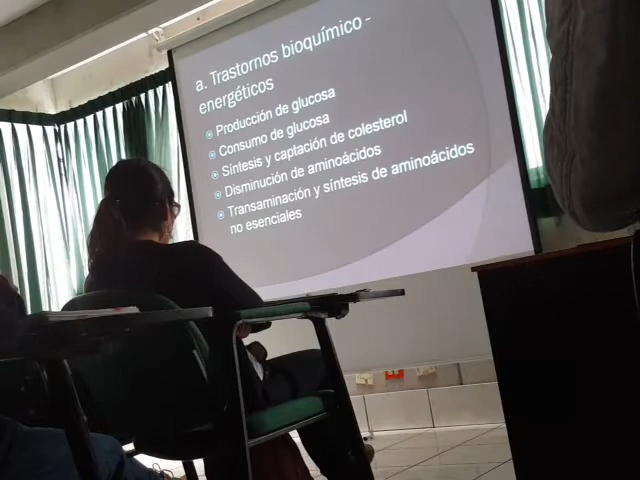 a. Trastornos bioquímico -
energéticos
Producción de glucosa
Consumo de glucosa
Síntesis y captación de colesterol
Disminución de aminoácidos
Transaminación y síntesis de aminoácidos
no esenciales